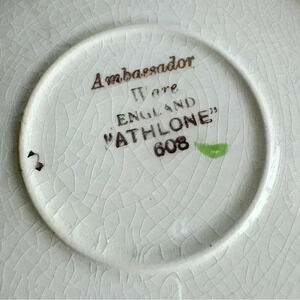 Ambassador
Ware
ENGLAND
"ATHLONE"
608